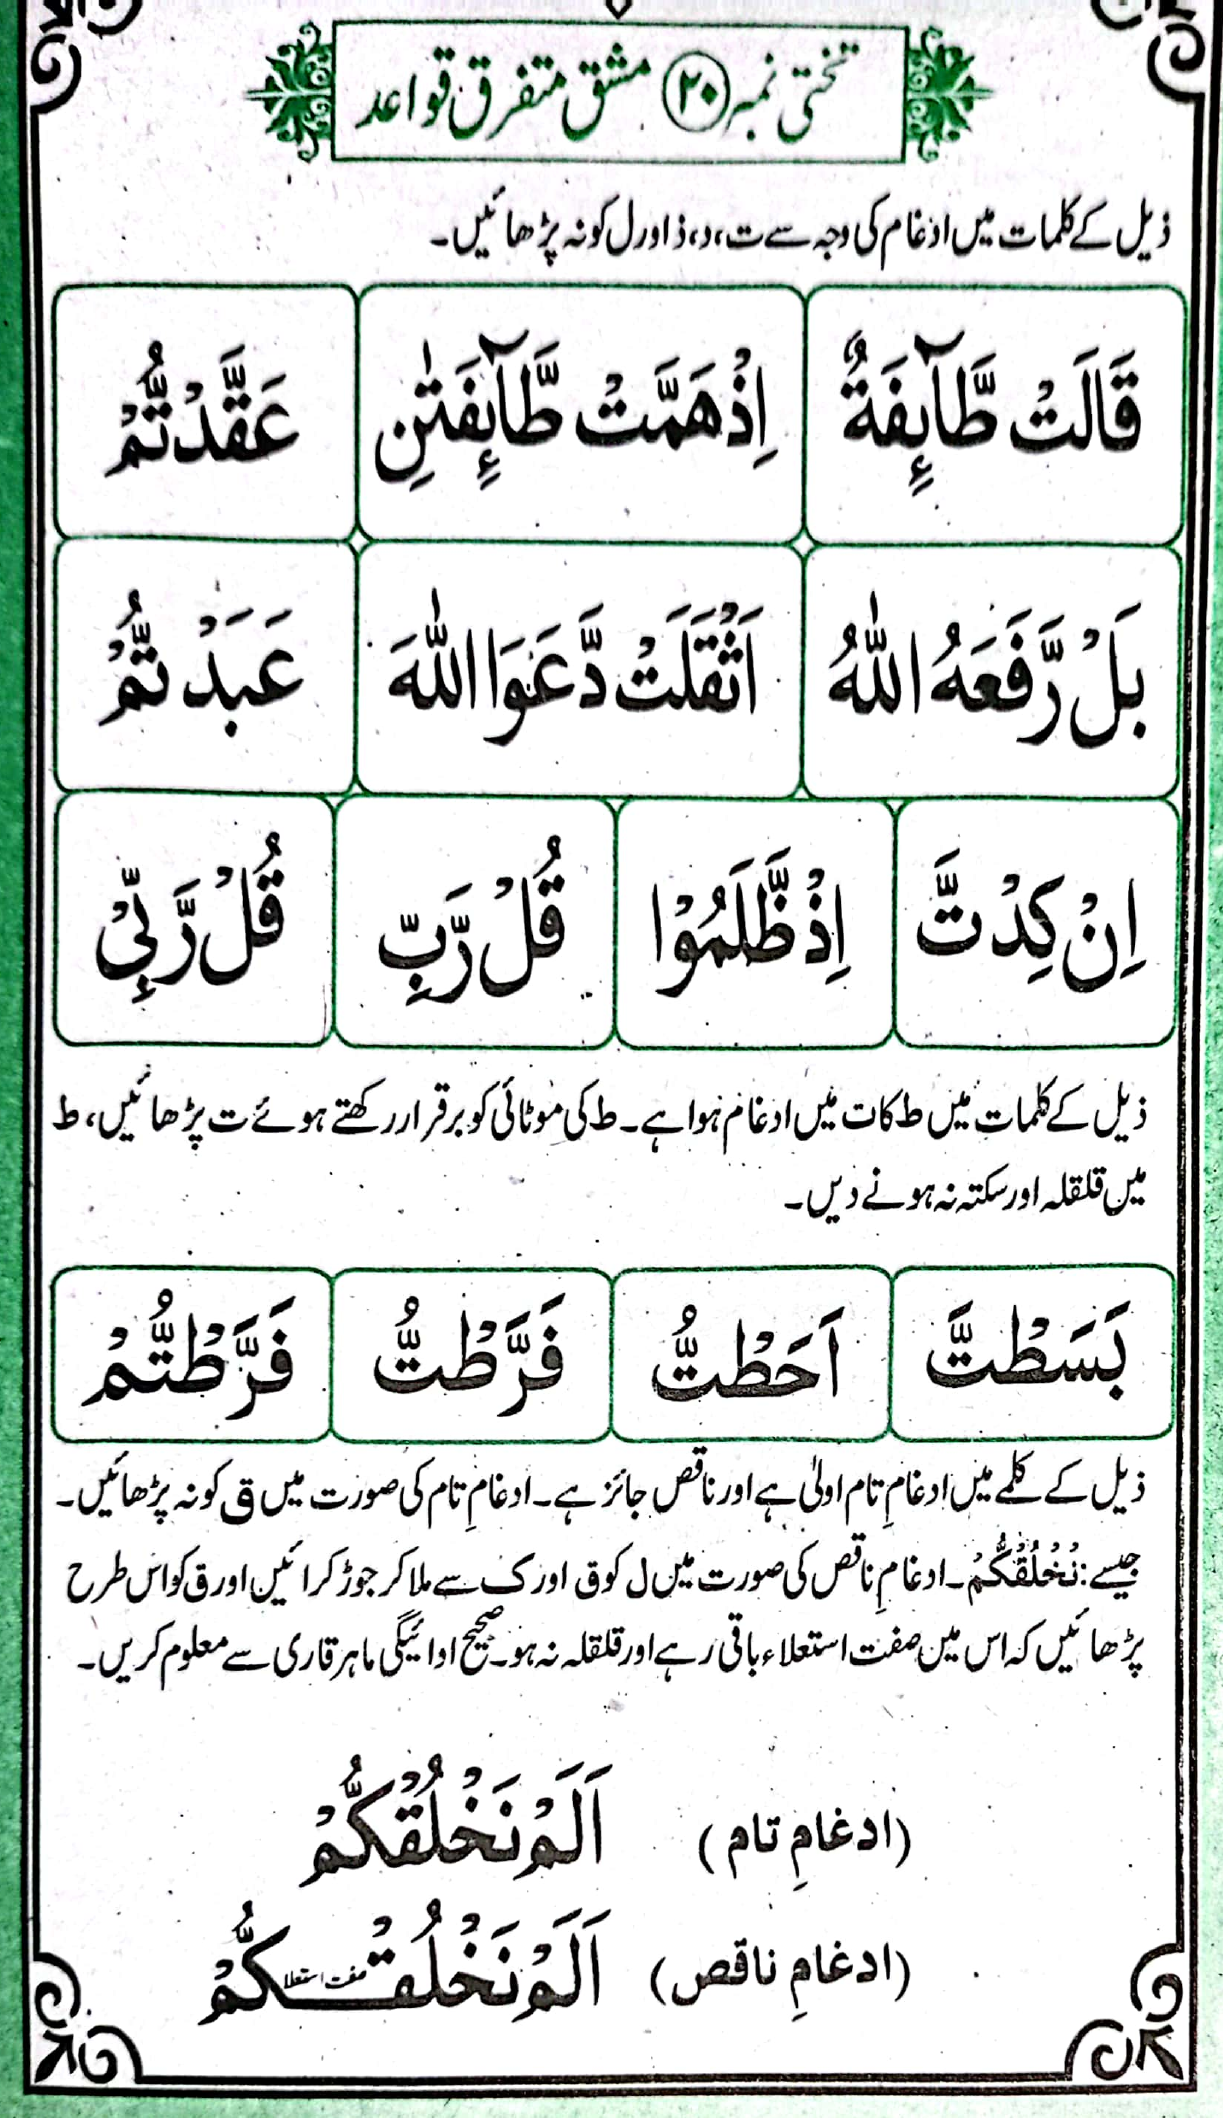 تختی نمبر ۲۰ مشق متفرق قواعد
ذیل کے کلمات میں ادغام کی وجہ سے ت، د، ذ اور ل کو نہ پڑھائیں۔
قَالَتْ طَّآئِفَةٌ اِذْهَمَّتْ طَّآئِفَتٰنِ عَقَّدْتُّمْ
بَلْ رَّفَعَهُ اللّٰهُ اَثْقَلَتْ دَّعَوَا اللّٰهَ عَبَدْتُّمْ
اِنْ كِدْتَّ اِذْ ظَّلَمُوْا قُلْ رَّبِّ قُلْ رَّبِّيْ
ذیل کے کلمات میں ط کا ت میں ادغام ہوا ہے۔ ط کی موٹائی کو برقرار رکھتے ہوئے ت پڑھائیں، ط
میں قلقلہ اور سکتہ نہ ہونے دیں۔
بَسَطْتَّ اَحَطْتُّ فَرَّطْتُّ فَرَّطْتُّمْ
ذیل کے کلمے میں ادغامِ تام اولیٰ ہے اور ناقص جائز ہے۔ ادغامِ تام کی صورت میں ق کو نہ پڑھائیں۔
جیسے: نَخْلُقْكُّمْ۔ ادغامِ ناقص کی صورت میں ل کو ق اور ک سے ملا کر جوڑ کرائیں اور ق کو اس طرح
پڑھائیں کہ اس میں صفت استعلاء باقی رہے اور قلقلہ نہ ہو۔ صحیح ادائیگی ماہر قاری سے معلوم کریں۔
(ادغامِ تام) اَلَمْ نَخْلُقْكُّمْ
(ادغامِ ناقص) اَلَمْ نَخْلُقْكُّمْ
صفت استعلا